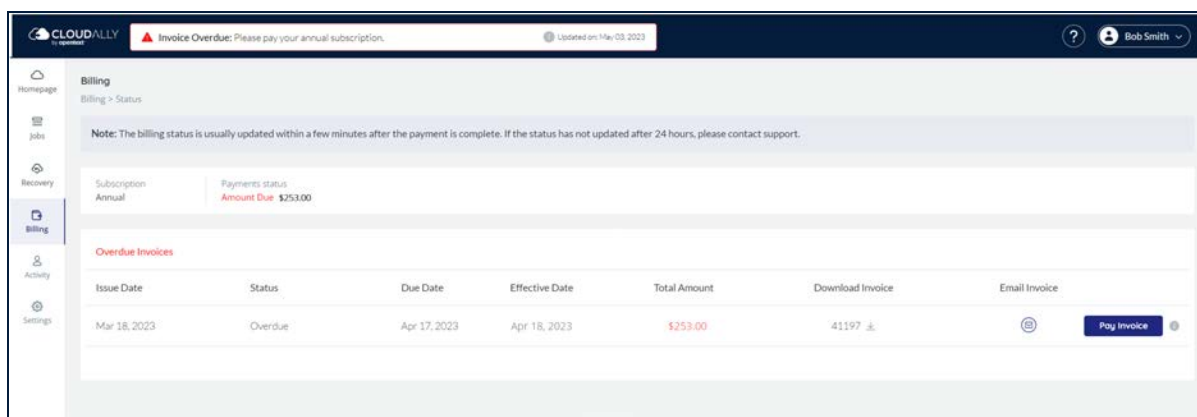 CLOUDALLY
by opentext
Invoice Overdue: Please pay your annual subscription.
Updated on: May 03, 2023
?
Bob Smith
Homepage
Jobs
Recovery
Billing
Activity
Settings
Billing
Billing > Status
Note: The billing status is usually updated within a few minutes after the payment is complete. If the status has not updated after 24 hours, please contact support.
Subscription
Annual
Payments status
Amount Due $253.00
Overdue Invoices
Issue Date Status Due Date Effective Date Total Amount Download Invoice Email Invoice
Mar 18, 2023 Overdue Apr 17, 2023 Apr 18, 2023 $253.00 41197 Pay Invoice